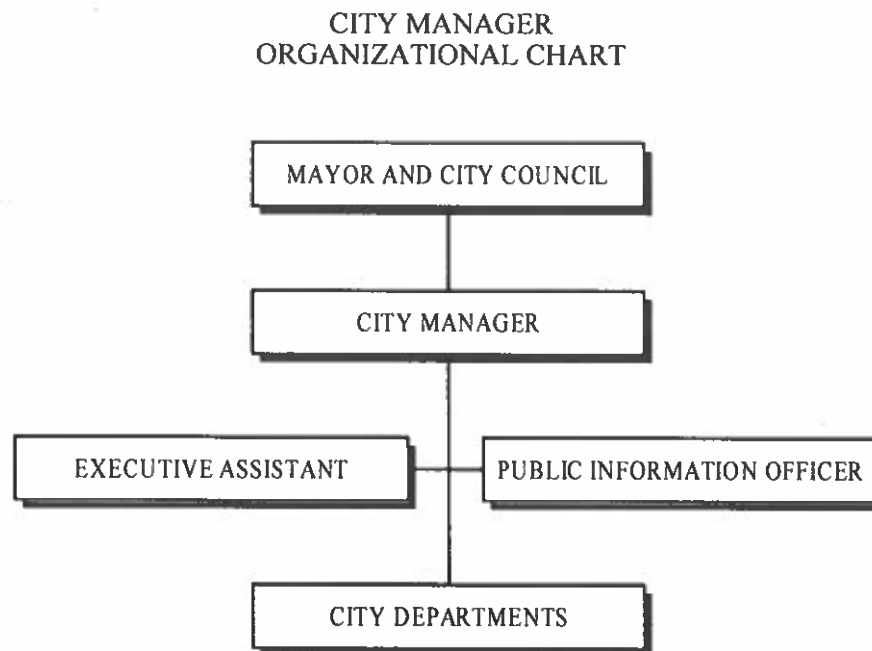 CITY MANAGER
ORGANIZATIONAL CHART
MAYOR AND CITY COUNCIL
CITY MANAGER
EXECUTIVE ASSISTANT
PUBLIC INFORMATION OFFICER
CITY DEPARTMENTS